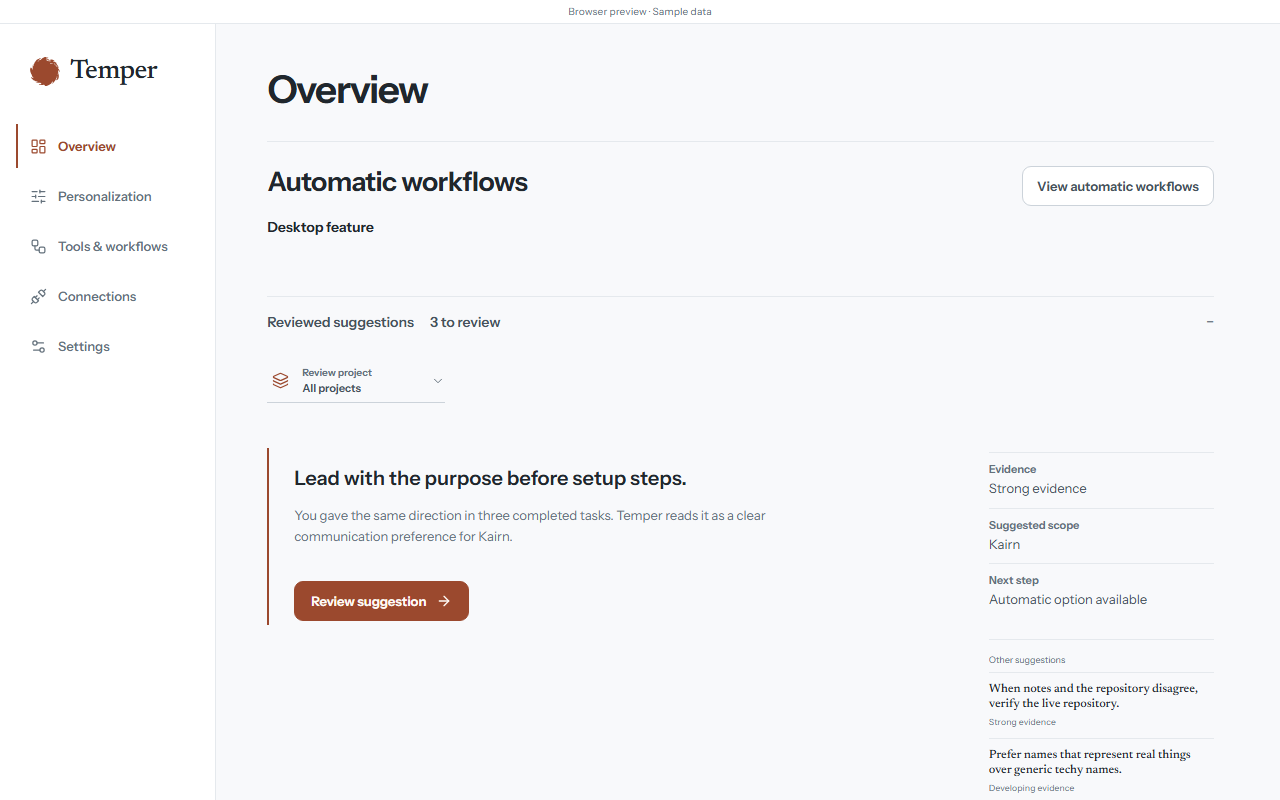 Browser preview · Sample data
Temper
Overview
Personalization
Tools & workflows
Connections
Settings
Overview
Automatic workflows
View automatic workflows
Desktop feature
Reviewed suggestions 3 to review
Review project
All projects
Lead with the purpose before setup steps.
You gave the same direction in three completed tasks. Temper reads it as a clear
communication preference for Kairn.
Review suggestion
Evidence
Strong evidence
Suggested scope
Kairn
Next step
Automatic option available
Other suggestions
When notes and the repository disagree,
verify the live repository.
Strong evidence
Prefer names that represent real things
over generic techy names.
Developing evidence